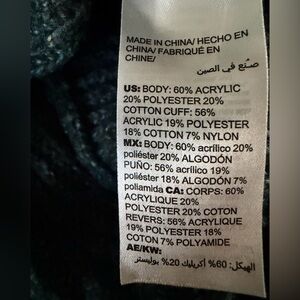 MADE IN CHINA/ HECHO EN
CHINA/ FABRIQUÉ EN
CHINE/
صنع في الصين
US: BODY: 60% ACRYLIC
20% POLYESTER 20%
COTTON CUFF: 56%
ACRYLIC 19% POLYESTER
18% COTTON 7% NYLON
MX: BODY: 60% acrílico 20%
poliéster 20% ALGODÓN
PUÑO: 56% acrílico 19%
poliéster 18% ALGODÓN 7%
poliamida CA: CORPS: 60%
ACRYLIQUE 20%
POLYESTER 20% COTON
REVERS: 56% ACRYLIQUE
19% POLYESTER 18%
COTON 7% POLYAMIDE
AE/KW:
الهيكل: 60% أكريليك 20% بوليستر